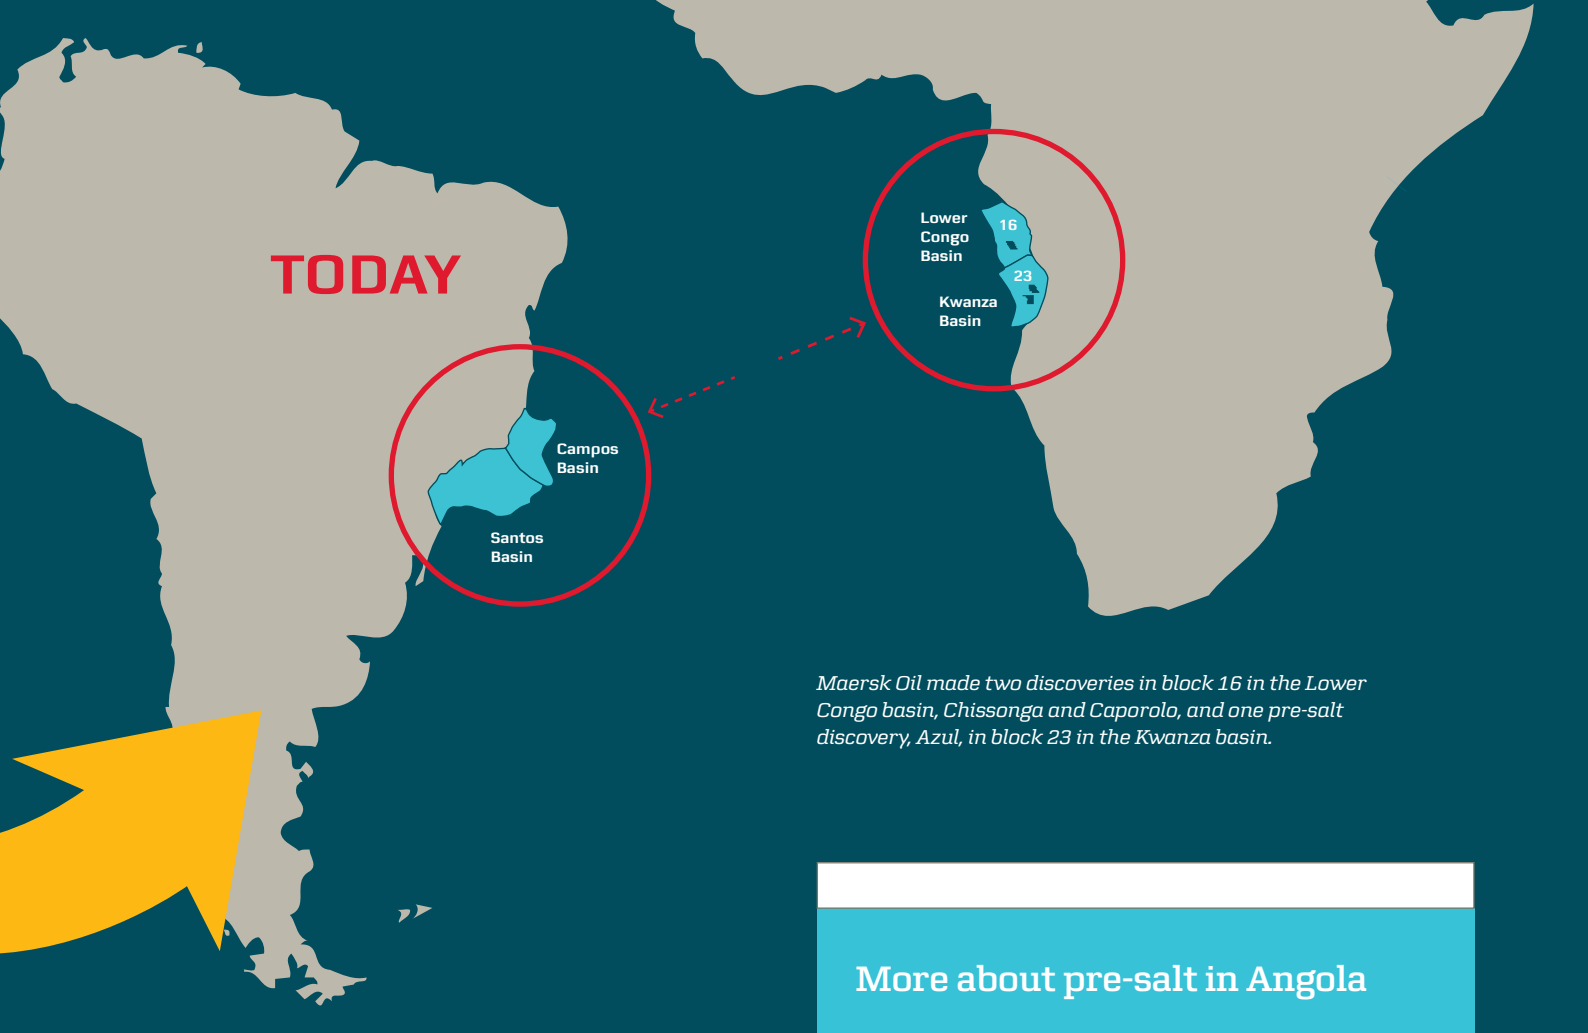 TODAY
Lower
Congo
Basin
16
23
Kwanza
Basin
Campos
Basin
Santos
Basin
Maersk Oil made two discoveries in block 16 in the Lower
Congo basin, Chissonga and Caporolo, and one pre-salt
discovery, Azul, in block 23 in the Kwanza basin.
More about pre-salt in Angola